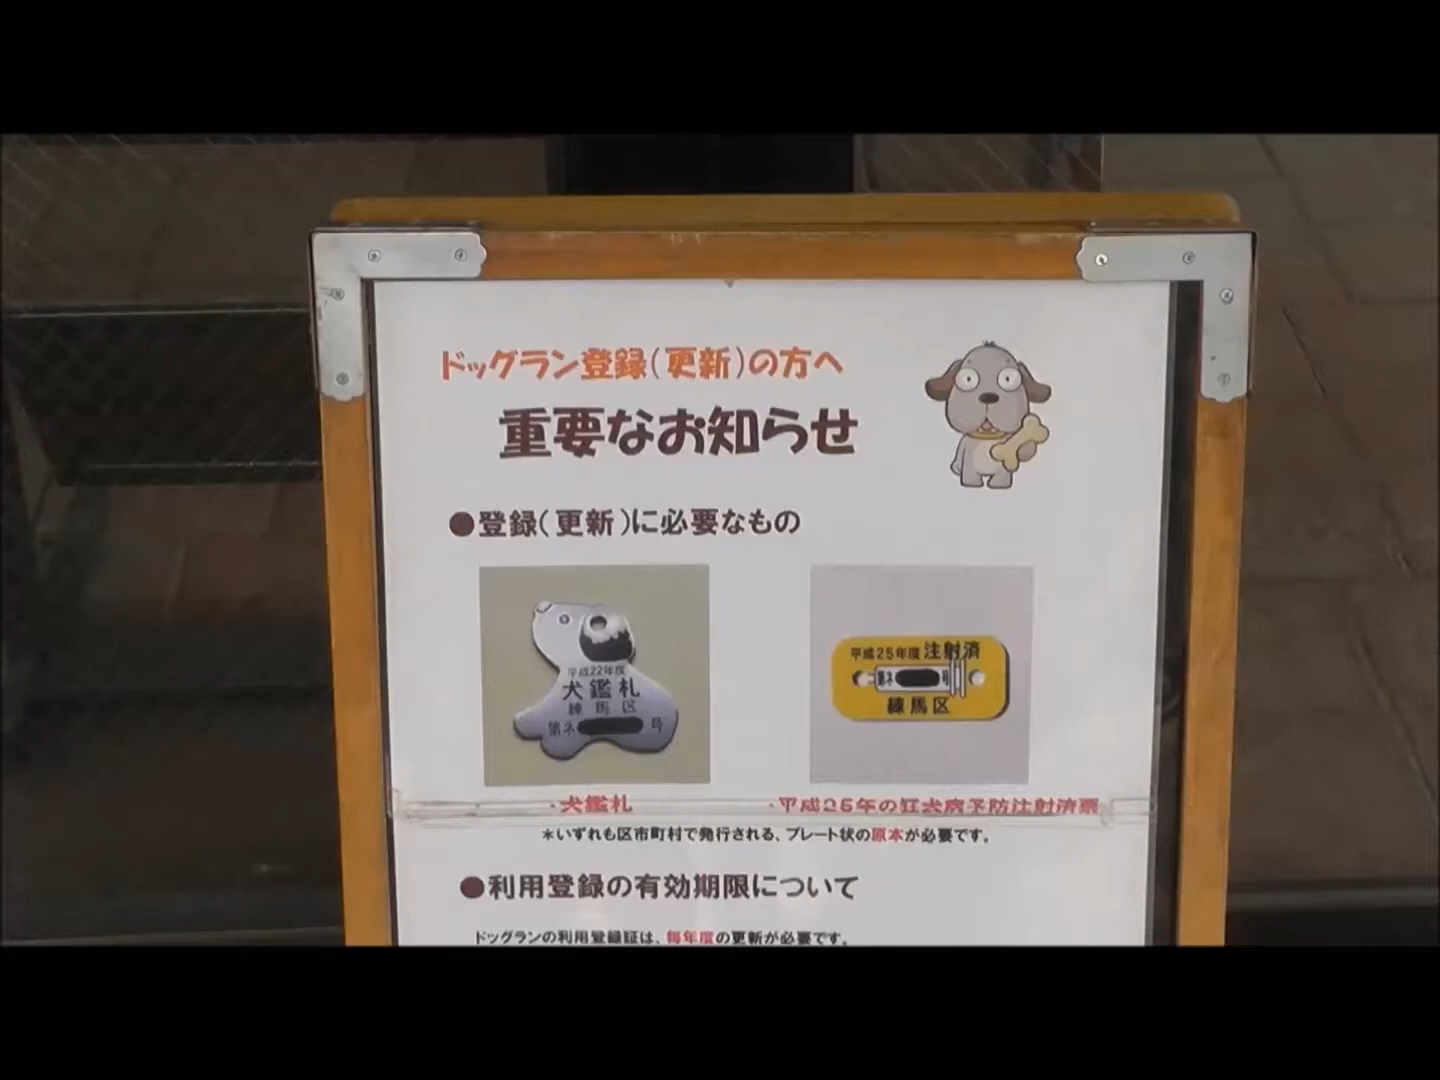 ドッグラン登録(更新)の方へ
重要なお知らせ
●登録(更新)に必要なもの
平成22年度
犬鑑札
練馬区
第ネ 号
平成25年度 注射済
第ネ 号
練馬区
・犬鑑札
・平成25年の狂犬病予防注射済票
＊いずれも区市町村で発行される、プレート状の原本が必要です。
●利用登録の有効期限について
ドッグランの利用登録証は、毎年度の更新が必要です。